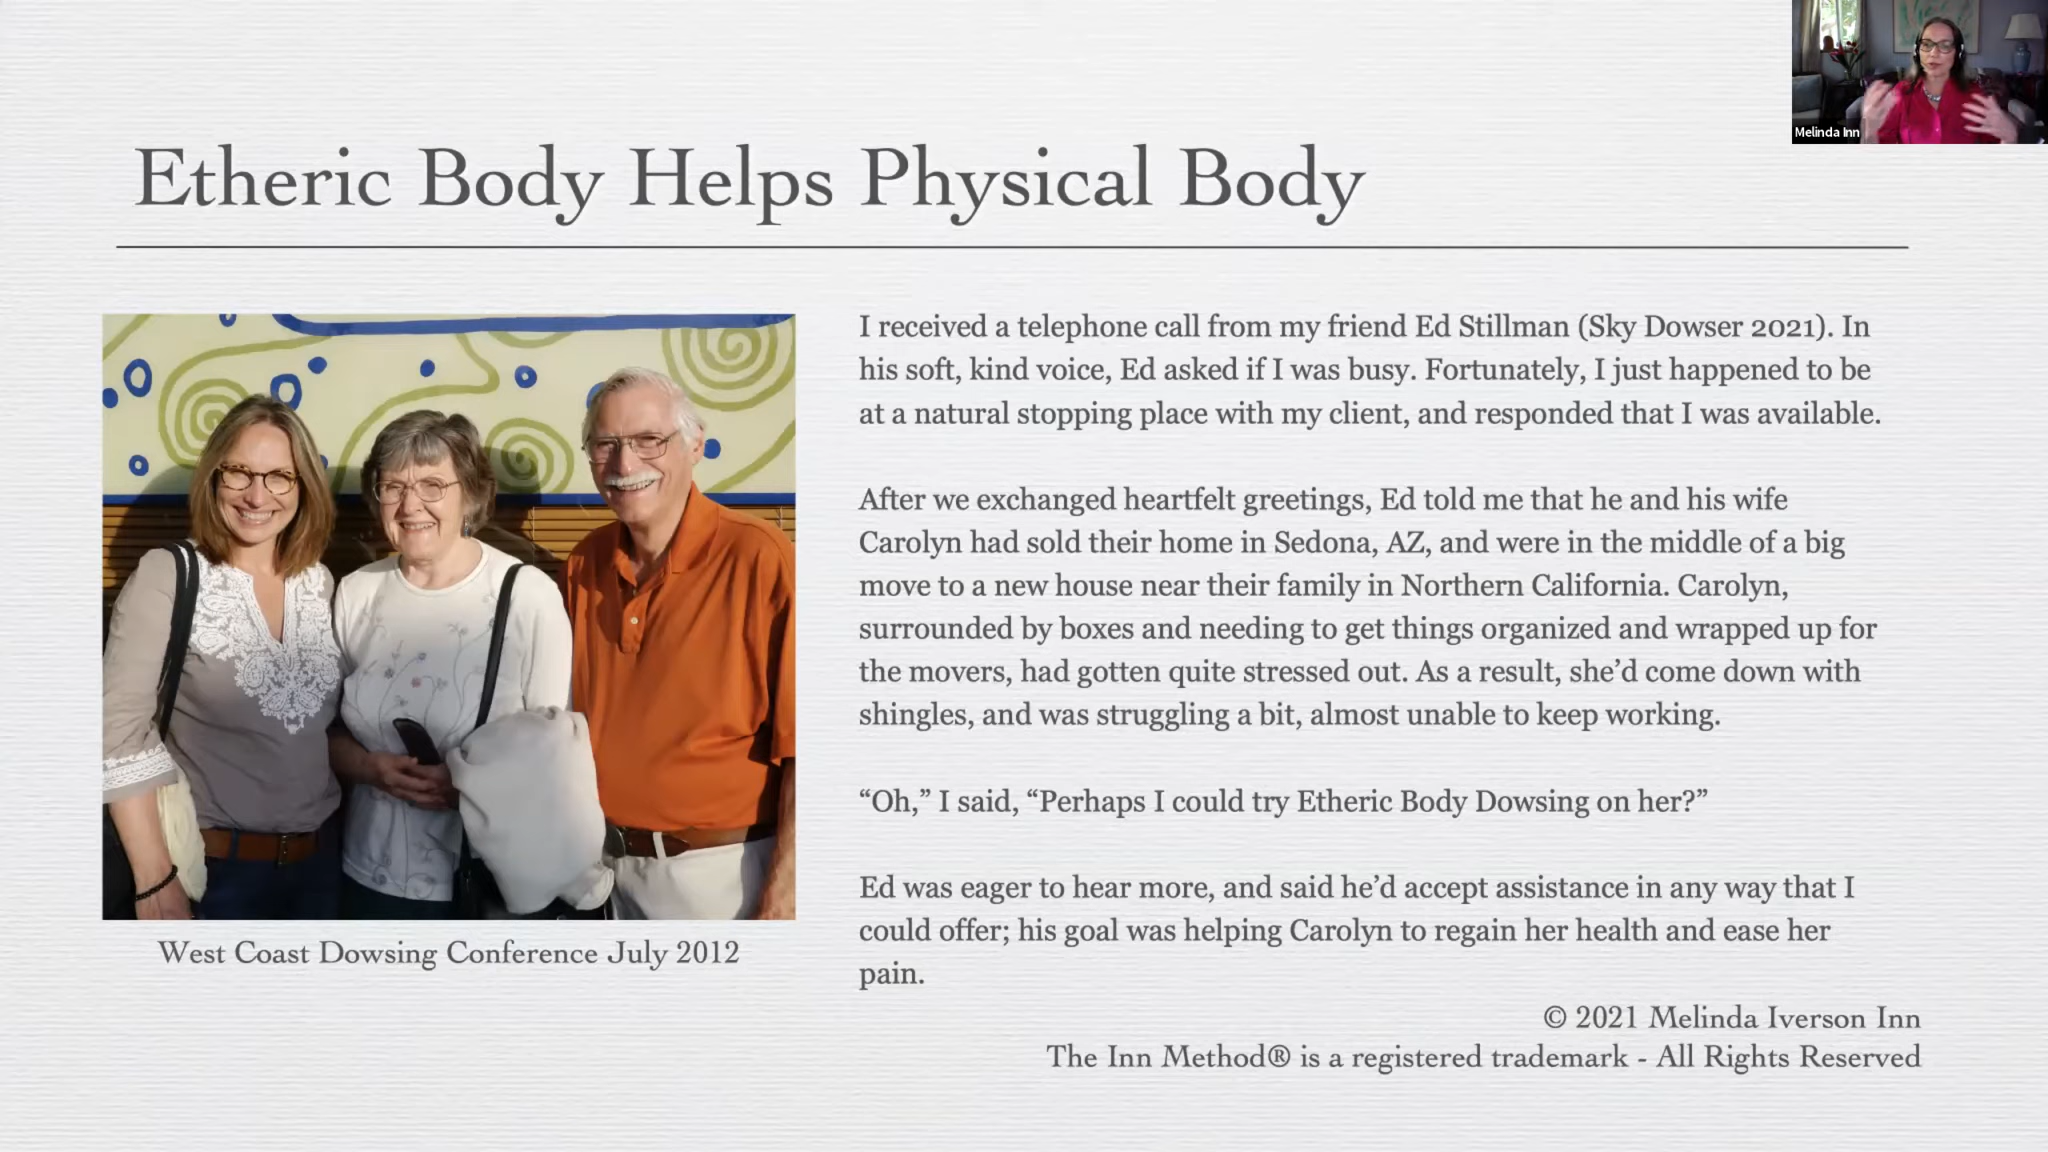 Melinda Inn
Etheric Body Helps Physical Body
I received a telephone call from my friend Ed Stillman (Sky Dowser 2021). In
his soft, kind voice, Ed asked if I was busy. Fortunately, I just happened to be
at a natural stopping place with my client, and responded that I was available.
After we exchanged heartfelt greetings, Ed told me that he and his wife
Carolyn had sold their home in Sedona, AZ, and were in the middle of a big
move to a new house near their family in Northern California. Carolyn,
surrounded by boxes and needing to get things organized and wrapped up for
the movers, had gotten quite stressed out. As a result, she’d come down with
shingles, and was struggling a bit, almost unable to keep working.
“Oh,” I said, “Perhaps I could try Etheric Body Dowsing on her?”
Ed was eager to hear more, and said he’d accept assistance in any way that I
could offer; his goal was helping Carolyn to regain her health and ease her
pain.
West Coast Dowsing Conference July 2012
© 2021 Melinda Iverson Inn
The Inn Method® is a registered trademark - All Rights Reserved